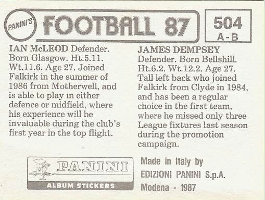 PANINI'S
FOOTBALL 87
504
A - B
IAN McLEOD Defender.
Born Glasgow. Ht.5.11.
Wt.11.6. Age 27. Joined
Falkirk in the summer of
1986 from Motherwell, and
is able to play in either
defence or midfield, where
his experience will be
invaluable during the club's
first year in the top flight.
JAMES DEMPSEY
Defender. Born Bellshill.
Ht.6.2. Wt.12.2. Age 27.
Tall left back who joined
Falkirk from Clyde in 1984,
and has been a regular
choice in the first team,
where he missed only three
League fixtures last season
during the promotion
campaign.
PANINI
ALBUM STICKERS
Made in Italy by
EDIZIONI PANINI S.p.A.
Modena - 1987